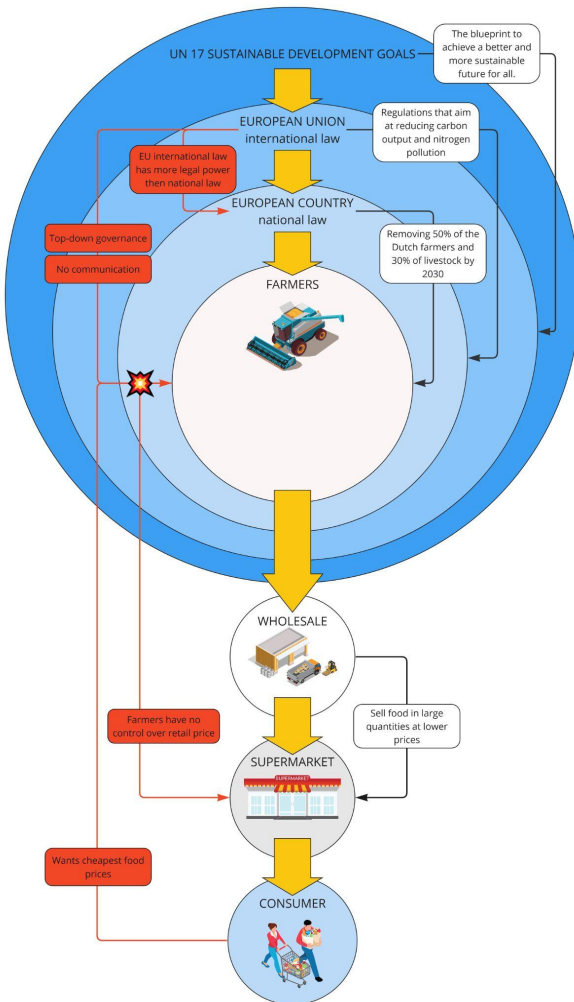 UN 17 SUSTAINABLE DEVELOPMENT GOALS
The blueprint to
achieve a better and
more sustainable
future for all.
EUROPEAN UNION
international law
Regulations that aim
at reducing carbon
output and nitrogen
pollution
EU international law
has more legal power
then national law
EUROPEAN COUNTRY
national law
Top-down governance
No communication
Removing 50% of the
Dutch farmers and
30% of livestock by
2030
FARMERS
WHOLESALE
Farmers have no
control over retail price
Sell food in large
quantities at lower
prices
SUPERMARKET
SUPERMARKET
Wants cheapest food
prices
CONSUMER